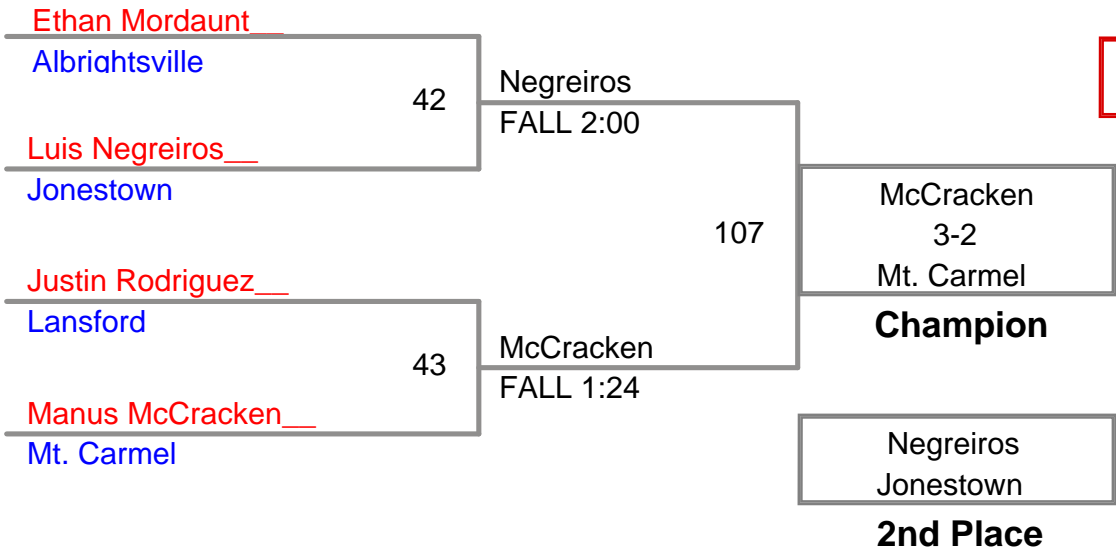 Ethan Mordaunt__
Albrightsville
42
Negreiros
FALL 2:00
Luis Negreiros__
Jonestown
107
McCracken
3-2
Mt. Carmel
Champion
Justin Rodriguez__
Lansford
43
McCracken
FALL 1:24
Manus McCracken__
Mt. Carmel
Negreiros
Jonestown
2nd Place